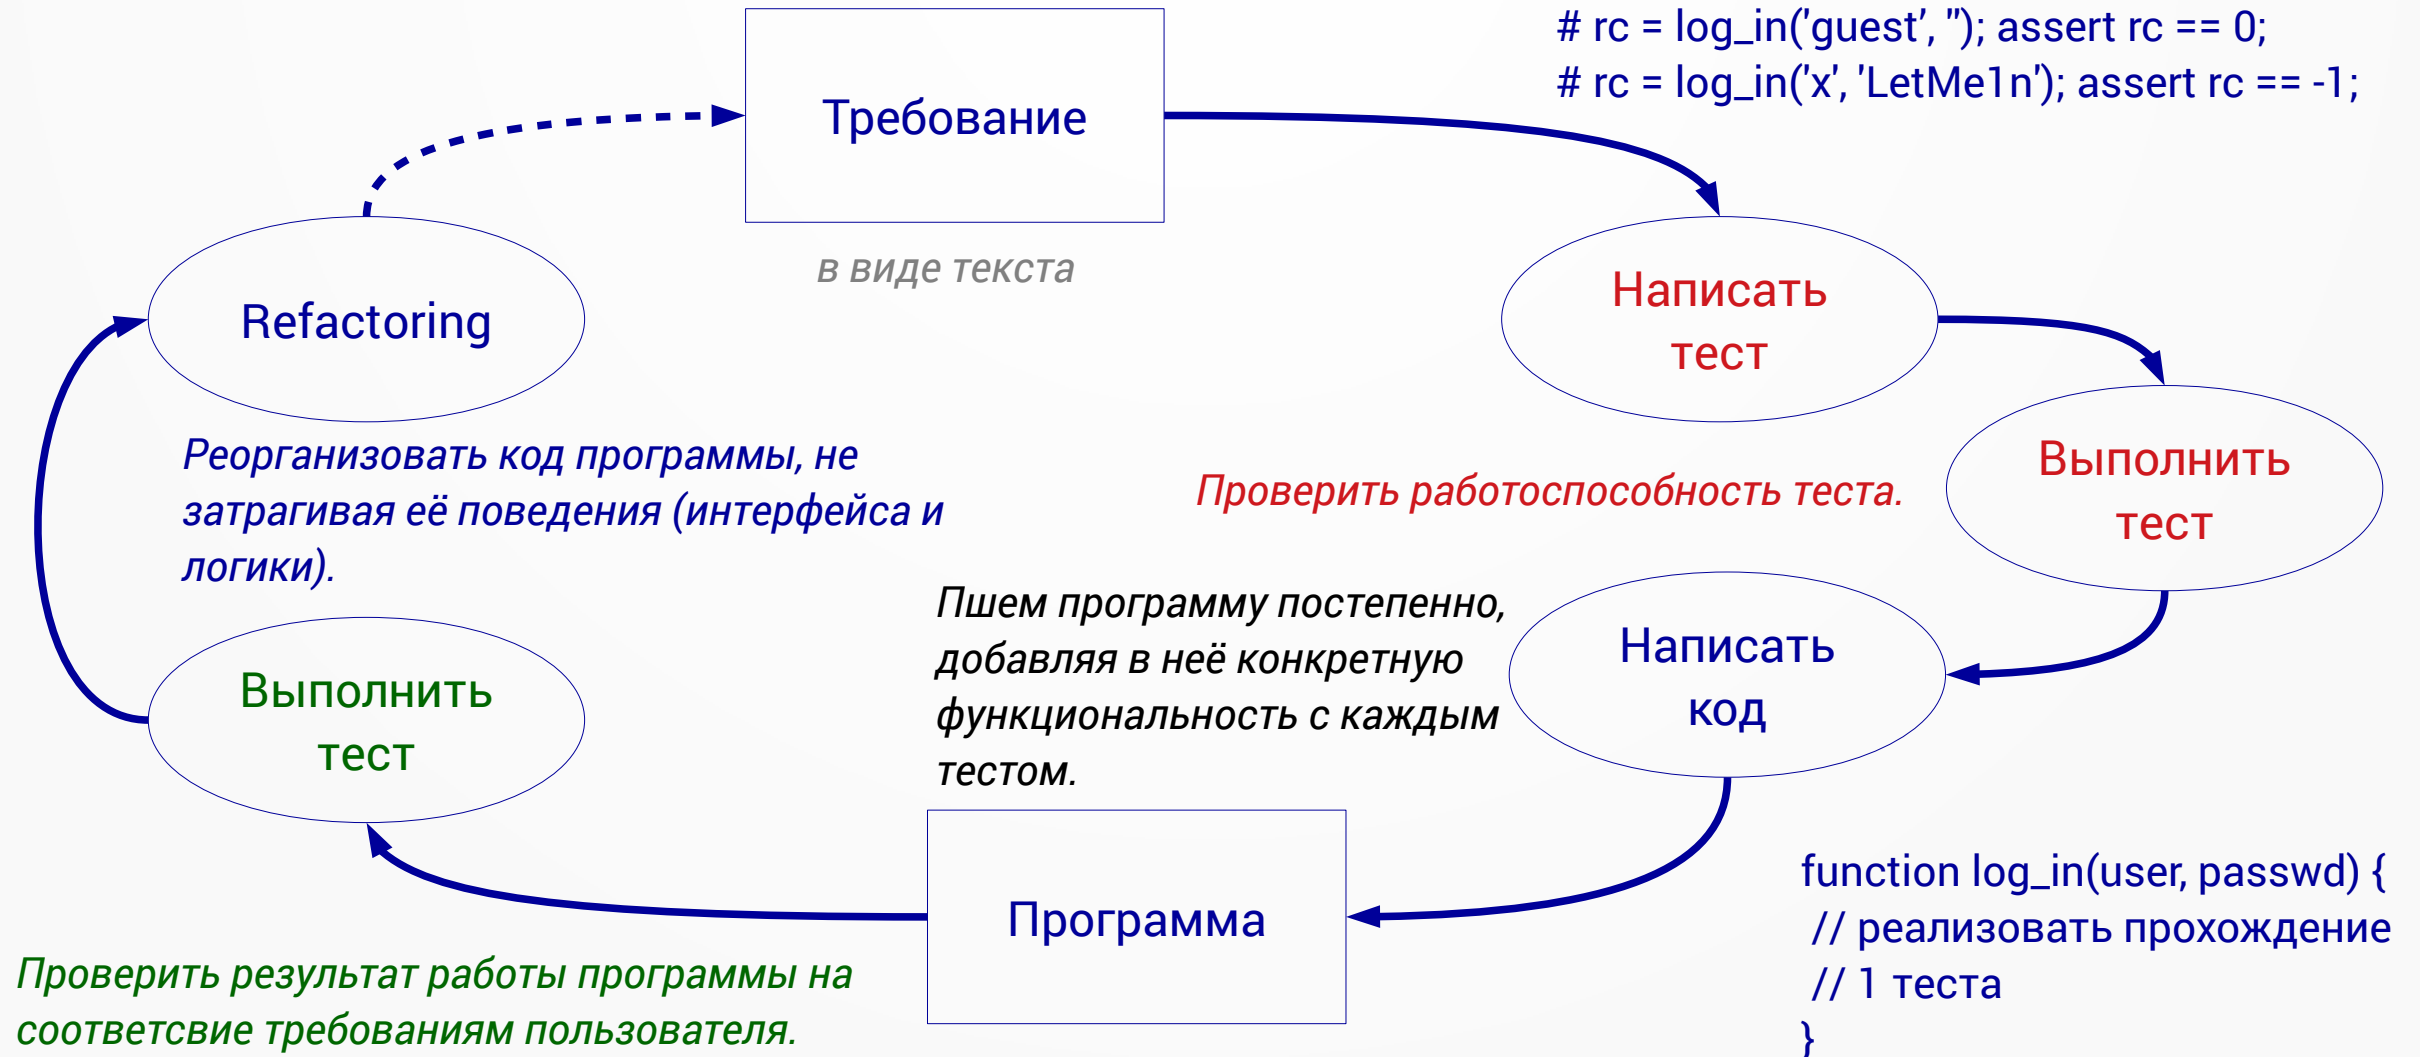 # rc = log_in('guest', ''); assert rc == 0;
# rc = log_in('x', 'LetMe1n'); assert rc == -1;
Требование
в виде текста
Написать
тест
Refactoring
Реорганизовать код программы, не
затрагивая её поведения (интерфейса и
логики).
Проверить работоспособность теста.
Выполнить
тест
Пшем программу постепенно,
добавляя в неё конкретную
функциональность с каждым
тестом.
Написать
код
Выполнить
тест
Программа
function log_in(user, passwd) {
// реализовать прохождение
// 1 теста
}
Проверить результат работы программы на
соответсвие требованиям пользователя.